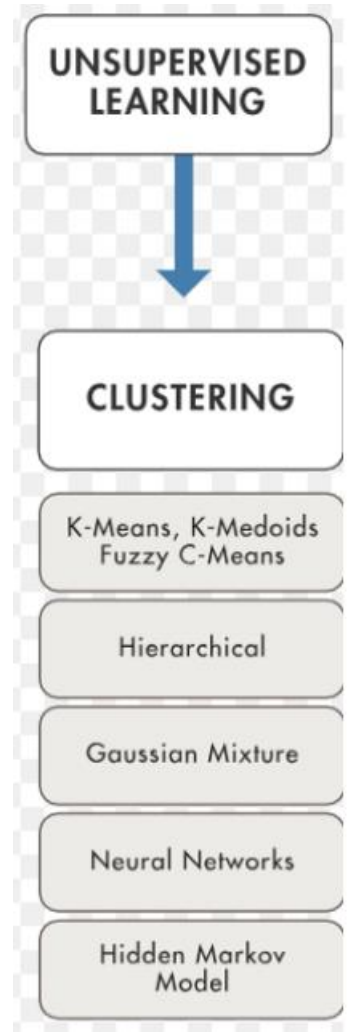 UNSUPERVISED
LEARNING
CLUSTERING
K-Means, K-Medoids
Fuzzy C-Means
Hierarchical
Gaussian Mixture
Neural Networks
Hidden Markov
Model